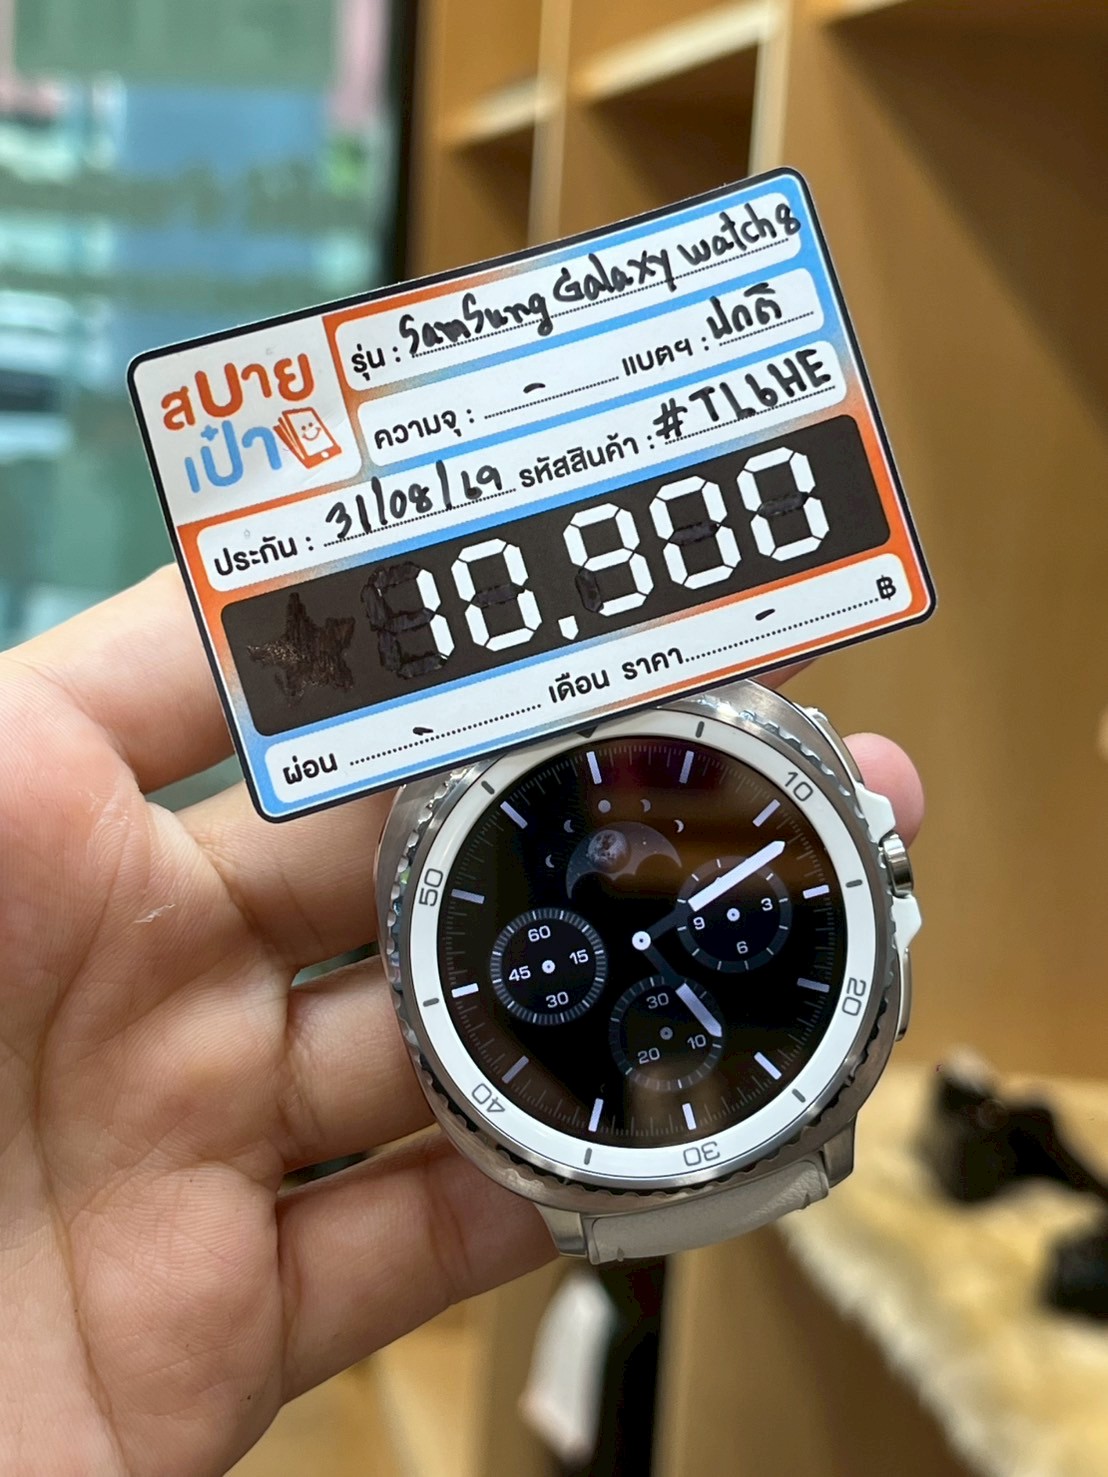 สบาย
เป๋า
รุ่น : Samsung Galaxy watch 8
ความจุ : - แบตฯ : ปกติ
ประกัน : 31/08/69 รหัสสินค้า : #TL6HE
10,900
ผ่อน - เดือน ราคา - ฿
10
20
30
40
50
60
15
30
45
3
6
9
30
10
20